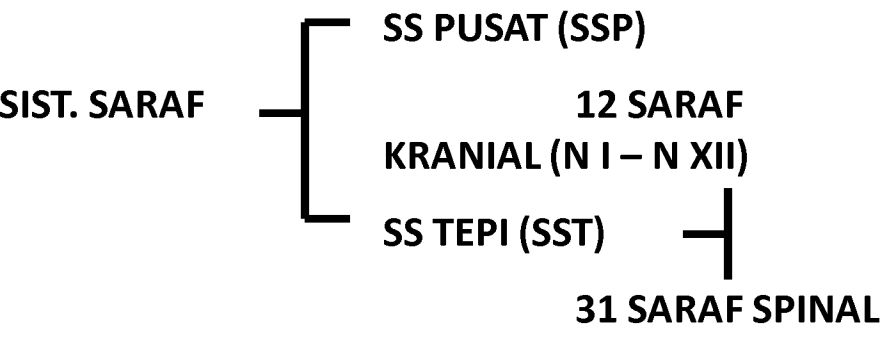 SS PUSAT (SSP)
SIST. SARAF
12 SARAF
KRANIAL (N I – N XII)
SS TEPI (SST)
31 SARAF SPINAL